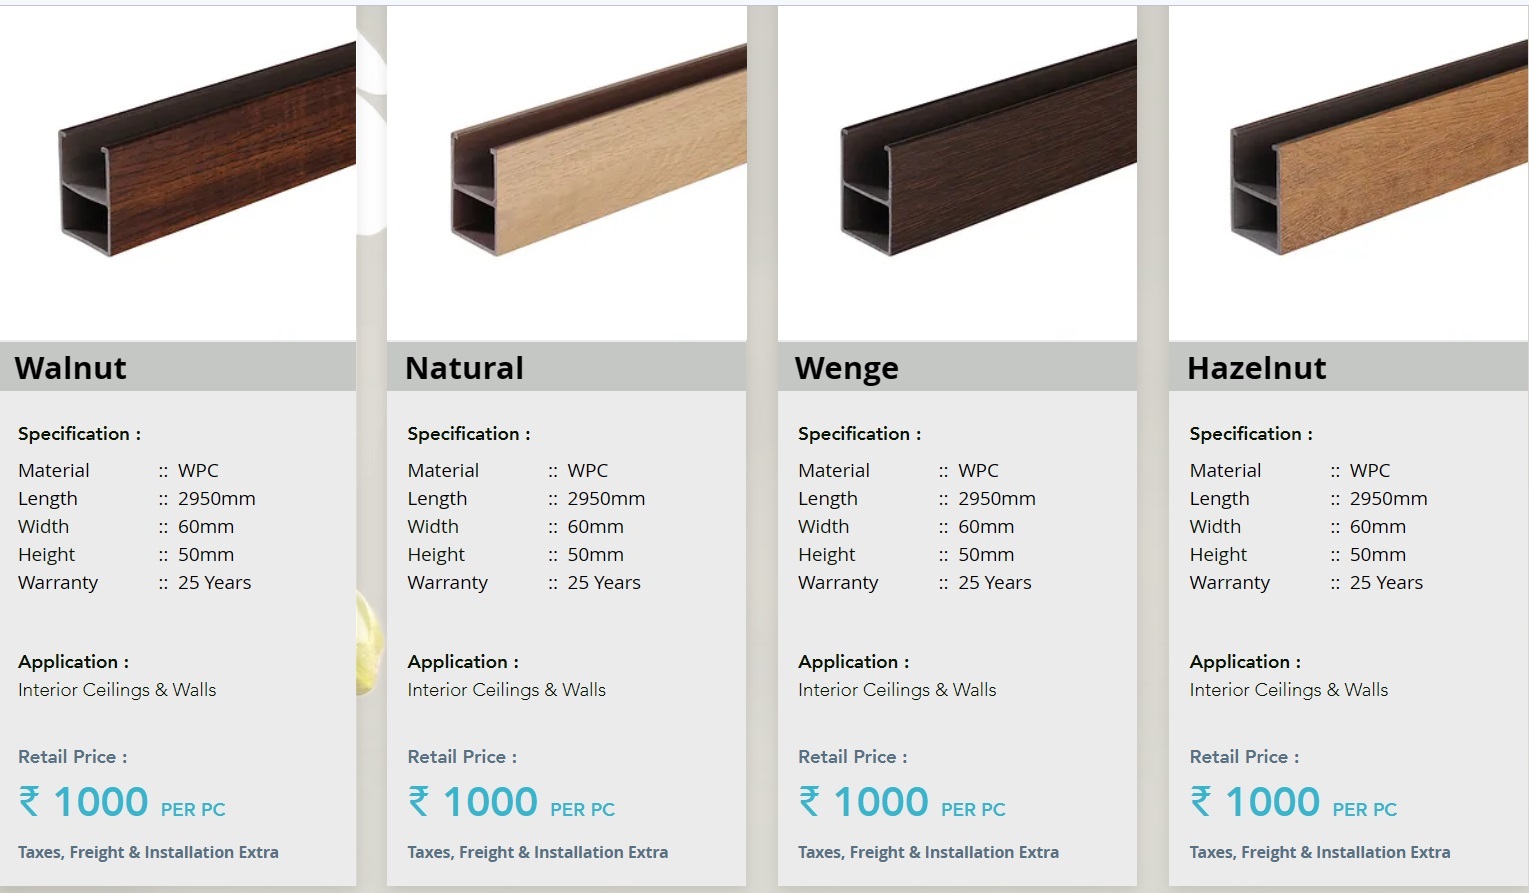 Walnut
Specification :
Material :: WPC
Length :: 2950mm
Width :: 60mm
Height :: 50mm
Warranty :: 25 Years
Application :
Interior Ceilings & Walls
Retail Price :
₹ 1000 PER PC
Taxes, Freight & Installation Extra
Natural
Specification :
Material :: WPC
Length :: 2950mm
Width :: 60mm
Height :: 50mm
Warranty :: 25 Years
Application :
Interior Ceilings & Walls
Retail Price :
₹ 1000 PER PC
Taxes, Freight & Installation Extra
Wenge
Specification :
Material :: WPC
Length :: 2950mm
Width :: 60mm
Height :: 50mm
Warranty :: 25 Years
Application :
Interior Ceilings & Walls
Retail Price :
₹ 1000 PER PC
Taxes, Freight & Installation Extra
Hazelnut
Specification :
Material :: WPC
Length :: 2950mm
Width :: 60mm
Height :: 50mm
Warranty :: 25 Years
Application :
Interior Ceilings & Walls
Retail Price :
₹ 1000 PER PC
Taxes, Freight & Installation Extra